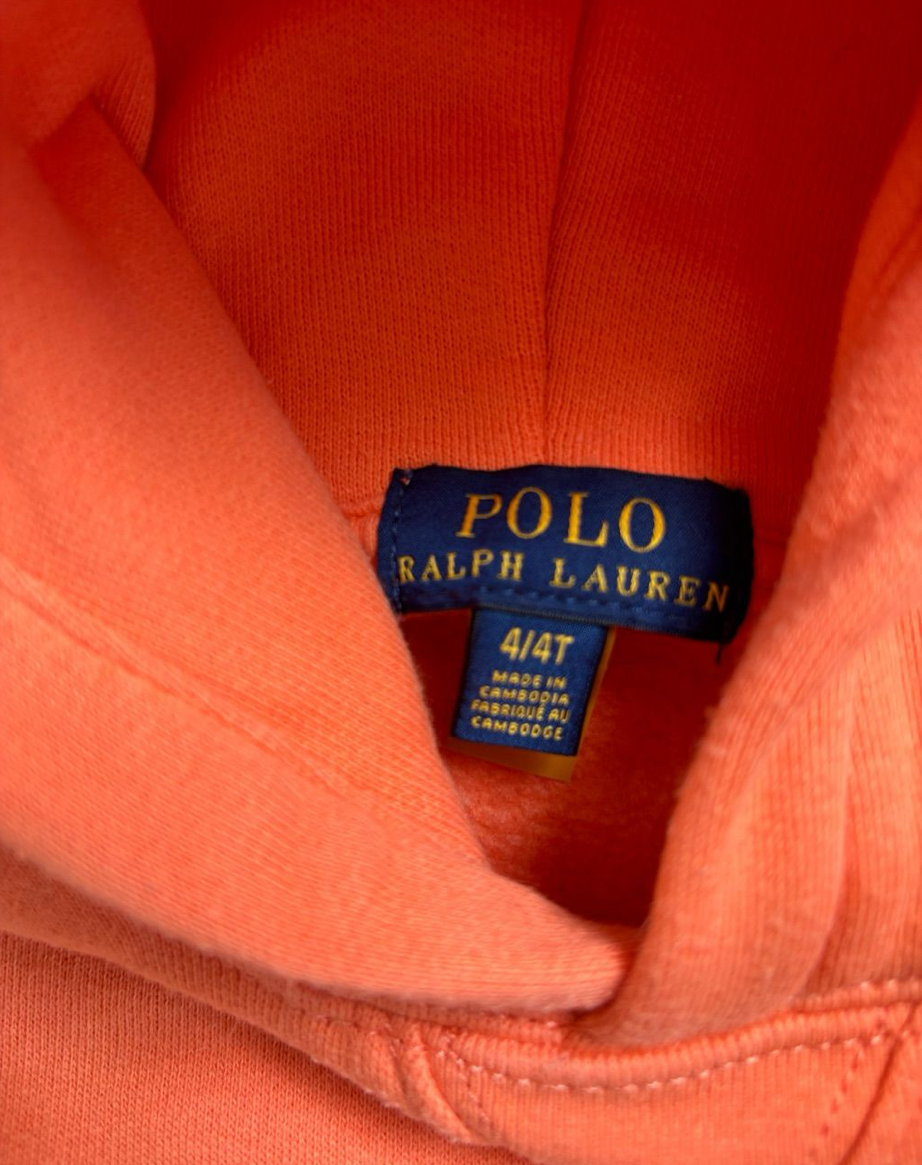 POLO
RALPH LAUREN
4/4T
MADE IN
CAMBODIA
FABRIQUÉ AU
CAMBODGE